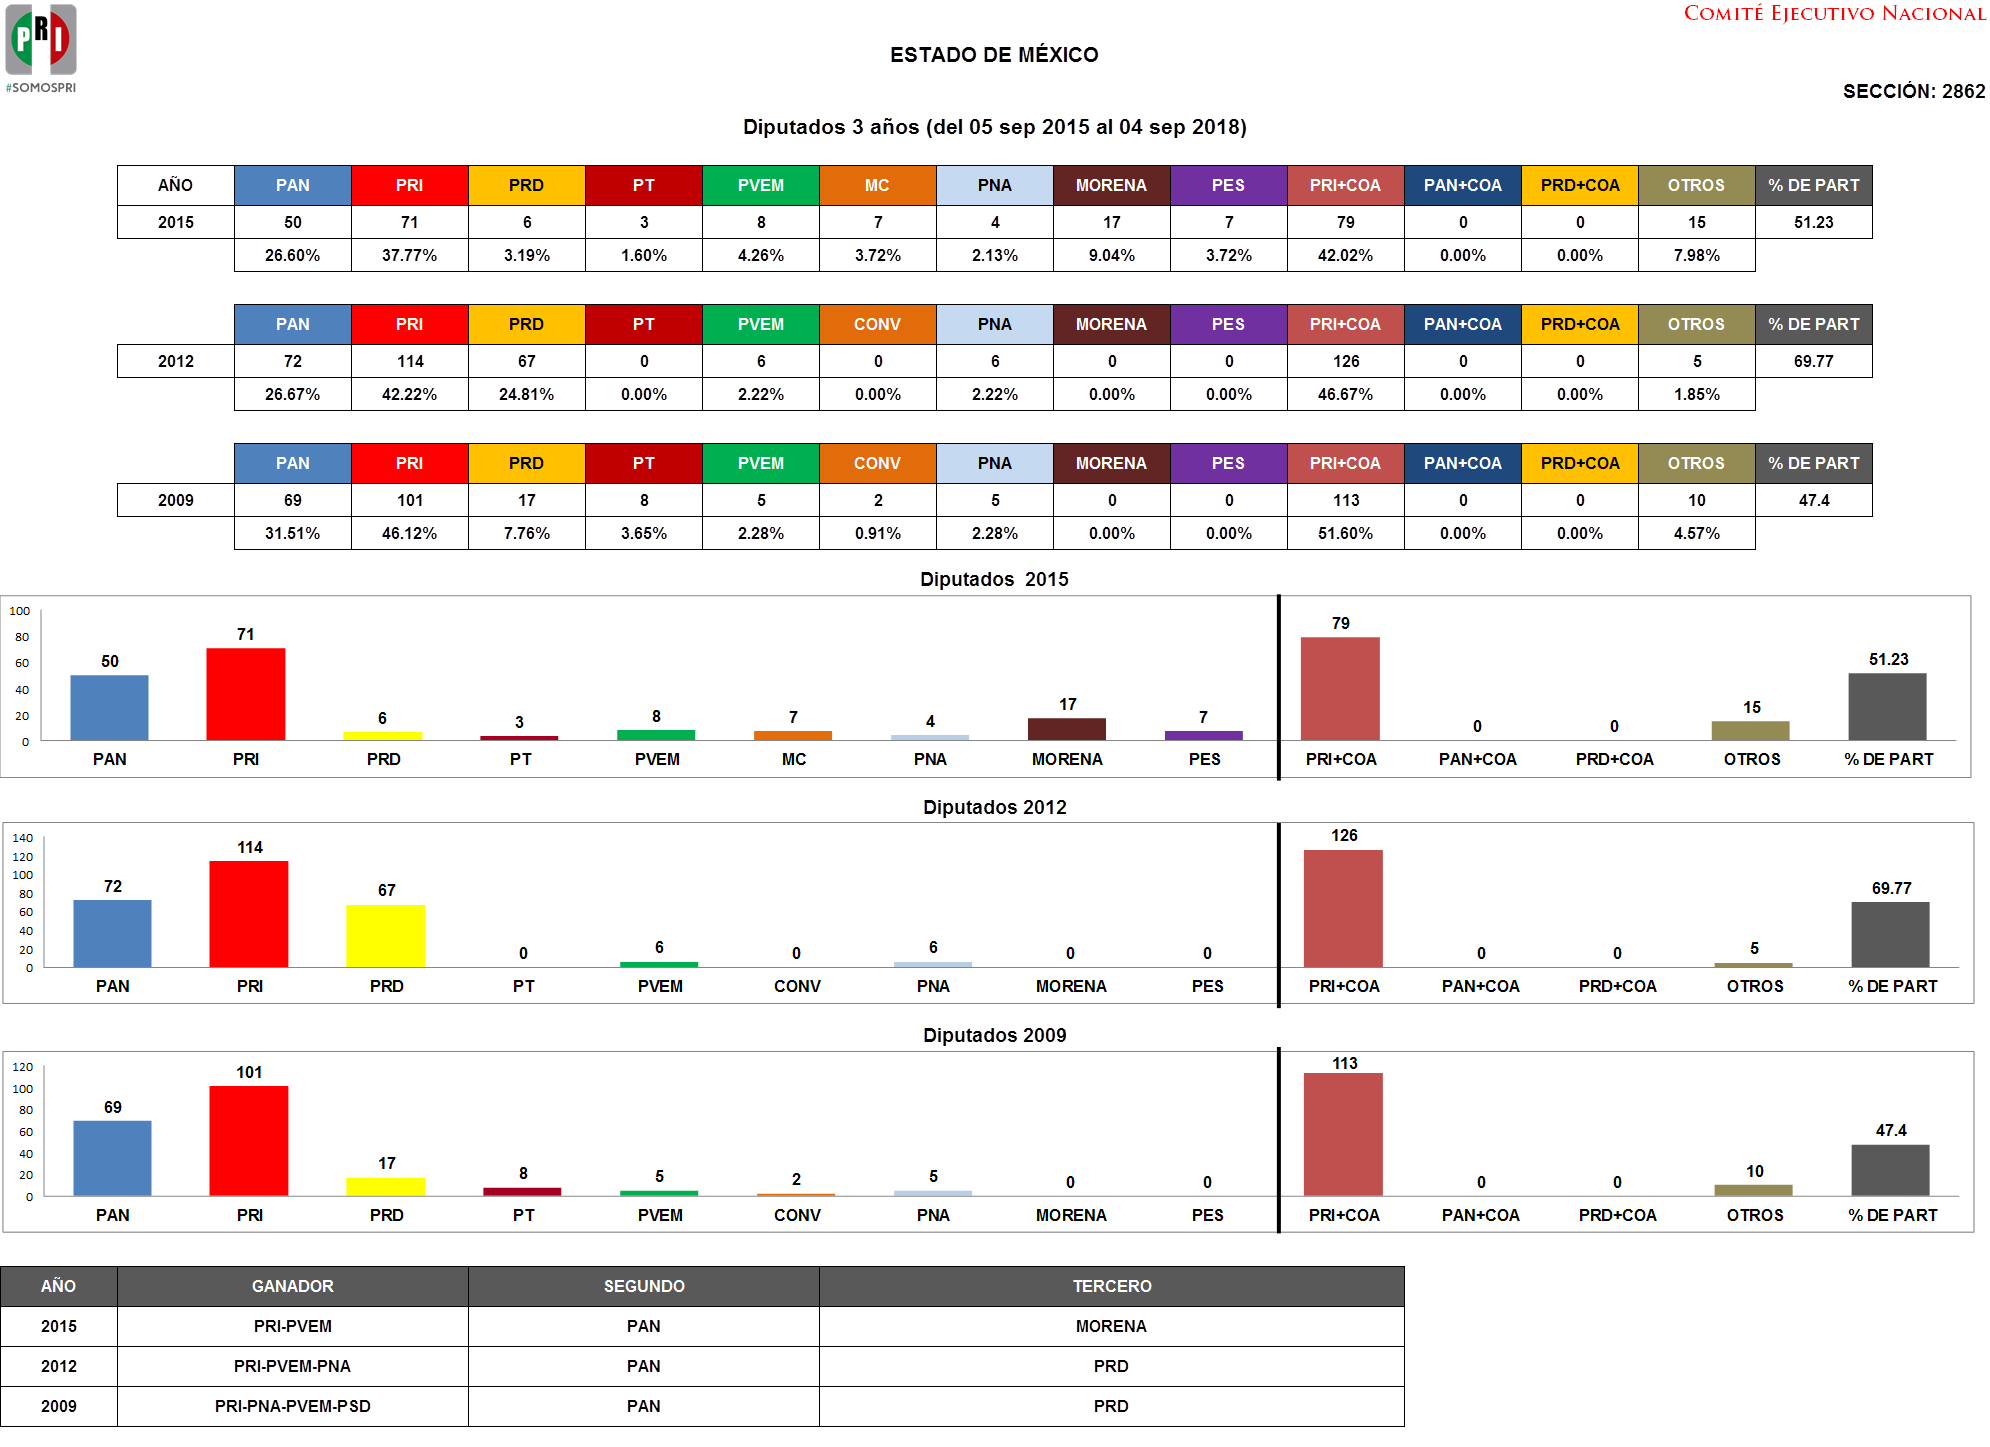 PRI
#SOMOSPRI
COMITÉ EJECUTIVO NACIONAL
ESTADO DE MÉXICO
SECCIÓN: 2862
Diputados 3 años (del 05 sep 2015 al 04 sep 2018)
AÑO PAN PRI PRD PT PVEM MC PNA MORENA PES PRI+COA PAN+COA PRD+COA OTROS % DE PART
2015 50 71 6 3 8 7 4 17 7 79 0 0 15 51.23
26.60% 37.77% 3.19% 1.60% 4.26% 3.72% 2.13% 9.04% 3.72% 42.02% 0.00% 0.00% 7.98%
PAN PRI PRD PT PVEM CONV PNA MORENA PES PRI+COA PAN+COA PRD+COA OTROS % DE PART
2012 72 114 67 0 6 0 6 0 0 126 0 0 5 69.77
26.67% 42.22% 24.81% 0.00% 2.22% 0.00% 2.22% 0.00% 0.00% 46.67% 0.00% 0.00% 1.85%
PAN PRI PRD PT PVEM CONV PNA MORENA PES PRI+COA PAN+COA PRD+COA OTROS % DE PART
2009 69 101 17 8 5 2 5 0 0 113 0 0 10 47.4
31.51% 46.12% 7.76% 3.65% 2.28% 0.91% 2.28% 0.00% 0.00% 51.60% 0.00% 0.00% 4.57%
Diputados 2015
100
80
60
40
20
0
50 71 6 3 8 7 4 17 7 79 0 0 15 51.23
PAN PRI PRD PT PVEM MC PNA MORENA PES PRI+COA PAN+COA PRD+COA OTROS % DE PART
Diputados 2012
140
120
100
80
60
40
20
0
72 114 67 0 6 0 6 0 0 126 0 0 5 69.77
PAN PRI PRD PT PVEM CONV PNA MORENA PES PRI+COA PAN+COA PRD+COA OTROS % DE PART
Diputados 2009
120
100
80
60
40
20
0
69 101 17 8 5 2 5 0 0 113 0 0 10 47.4
PAN PRI PRD PT PVEM CONV PNA MORENA PES PRI+COA PAN+COA PRD+COA OTROS % DE PART
AÑO GANADOR SEGUNDO TERCERO
2015 PRI-PVEM PAN MORENA
2012 PRI-PVEM-PNA PAN PRD
2009 PRI-PNA-PVEM-PSD PAN PRD